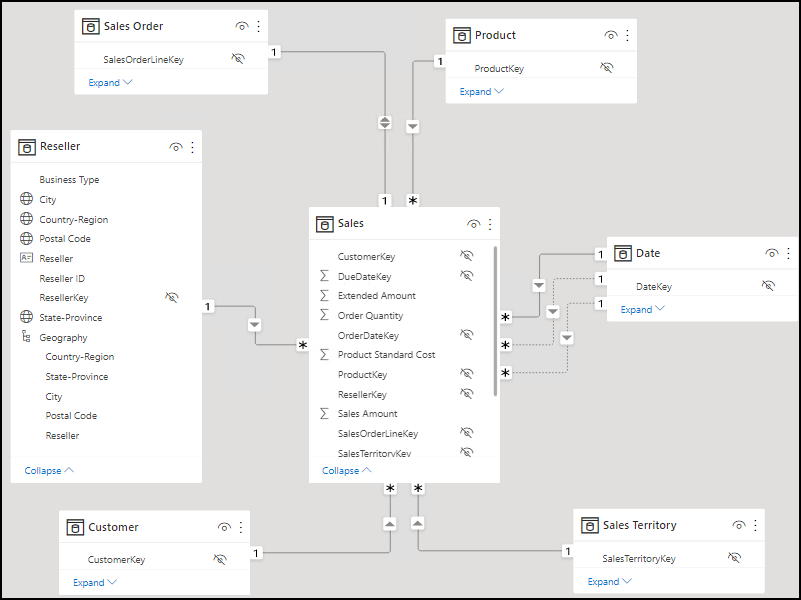 Sales Order
SalesOrderLineKey
Expand
1
Product
ProductKey
Expand
1
Reseller
Business Type
City
Country-Region
Postal Code
Reseller
Reseller ID
ResellerKey
State-Province
Geography
Country-Region
State-Province
City
Postal Code
Reseller
Collapse
1
*
1
*
Sales
CustomerKey
DueDateKey
Extended Amount
Order Quantity
OrderDateKey
Product Standard Cost
ProductKey
ResellerKey
Sales Amount
SalesOrderLineKey
SalesTerritoryKey
Collapse
*
*
*
1
1
1
Date
DateKey
Expand
*
*
Customer
CustomerKey
Expand
1
1
Sales Territory
SalesTerritoryKey
Expand